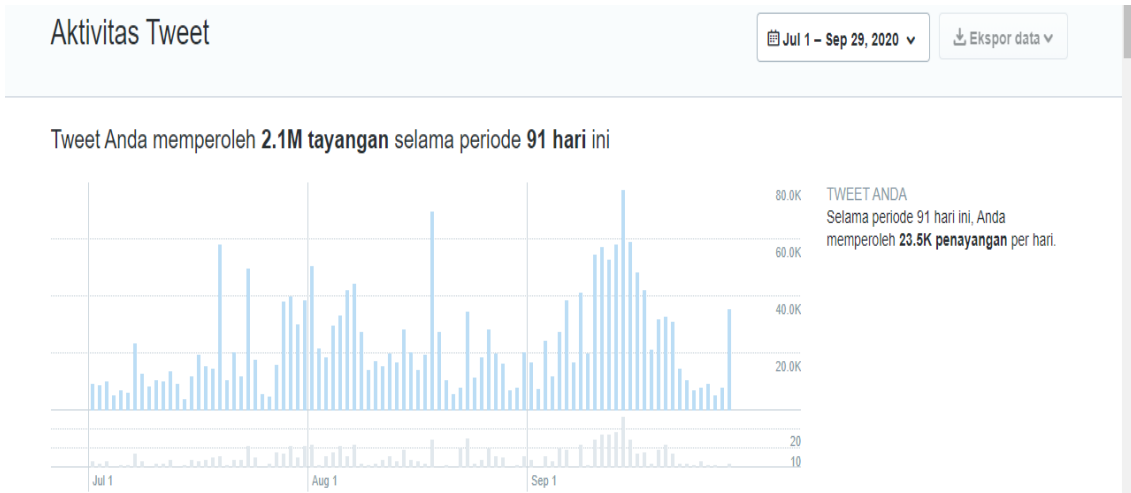 Aktivitas Tweet
Jul 1 – Sep 29, 2020
Ekspor data
Tweet Anda memperoleh 2.1M tayangan selama periode 91 hari ini
80.0K
60.0K
40.0K
20.0K
TWEET ANDA
Selama periode 91 hari ini, Anda
memperoleh 23.5K penayangan per hari.
20
10
Jul 1
Aug 1
Sep 1